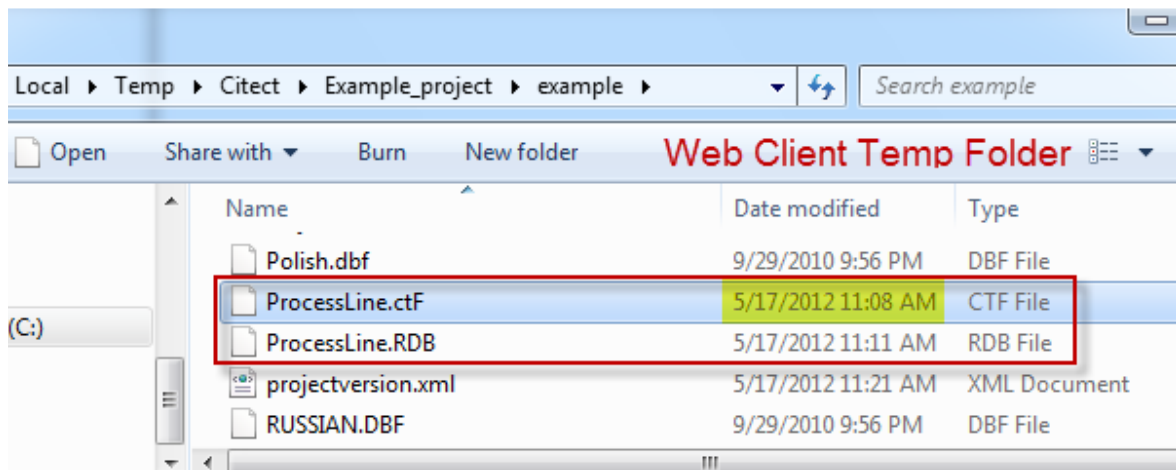 Local ▸ Temp ▸ Citect ▸ Example_project ▸ example ▸ Search example
Open Share with ▼ Burn New folder Web Client Temp Folder
Name Date modified Type
Polish.dbf 9/29/2010 9:56 PM DBF File
ProcessLine.ctF 5/17/2012 11:08 AM CTF File
(C:)
ProcessLine.RDB 5/17/2012 11:11 AM RDB File
projectversion.xml 5/17/2012 11:21 AM XML Document
RUSSIAN.DBF 9/29/2010 9:56 PM DBF File